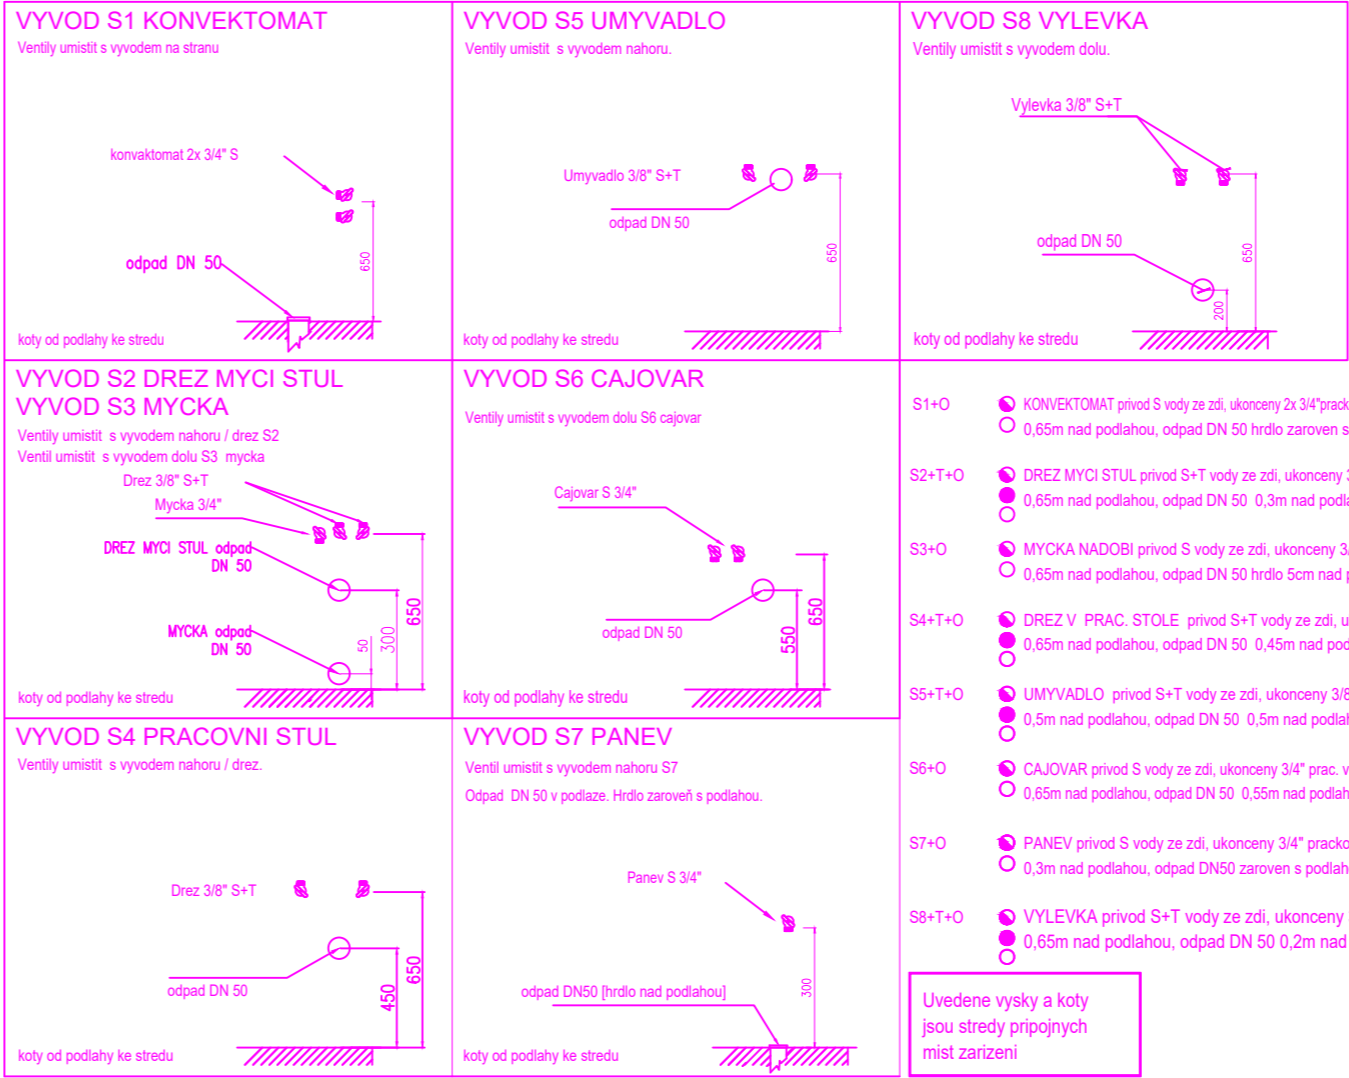 VYVOD S1 KONVEKTOMAT
Ventily umistit s vyvodem na stranu
konvaktomat 2x 3/4" S
650
odpad DN 50
koty od podlahy ke stredu
VYVOD S5 UMYVADLO
Ventily umistit s vyvodem nahoru.
Umyvadlo 3/8" S+T
odpad DN 50
650
VYVOD S8 VYLEVKA
Ventily umistit s vyvodem dolu.
Vylevka 3/8" S+T
odpad DN 50
650
200
koty od podlahy ke stredu
VYVOD S2 DREZ MYCI STUL
VYVOD S3 MYCKA
Ventily umistit s vyvodem nahoru / drez S2
Ventil umistit s vyvodem dolu S3 mycka
Drez 3/8" S+T
Mycka 3/4"
DREZ MYCI STUL odpad
DN 50
MYCKA odpad
DN 50
50
300
650
koty od podlahy ke stredu
VYVOD S6 CAJOVAR
Ventily umistit s vyvodem dolu S6 cajovar
Cajovar S 3/4"
odpad DN 50
550
650
koty od podlahy ke stredu
VYVOD S4 PRACOVNI STUL
Ventily umistit s vyvodem nahoru / drez.
Drez 3/8" S+T
odpad DN 50
450
650
koty od podlahy ke stredu
VYVOD S7 PANEV
Ventil umistit s vyvodem nahoru S7
Odpad DN 50 v podlaze. Hrdlo zaroveň s podlahou.
Panev S 3/4"
odpad DN50 [hrdlo nad podlahou]
300
koty od podlahy ke stredu
S1+O KONVEKTOMAT privod S vody ze zdi, ukonceny 2x 3/4"prack
0,65m nad podlahou, odpad DN 50 hrdlo zaroven s
S2+T+O DREZ MYCI STUL privod S+T vody ze zdi, ukonceny 3
0,65m nad podlahou, odpad DN 50 0,3m nad podla
S3+O MYCKA NADOBI privod S vody ze zdi, ukonceny 3/
0,65m nad podlahou, odpad DN 50 hrdlo 5cm nad p
S4+T+O DREZ V PRAC. STOLE privod S+T vody ze zdi, u
0,65m nad podlahou, odpad DN 50 0,45m nad pod
S5+T+O UMYVADLO privod S+T vody ze zdi, ukonceny 3/8
0,5m nad podlahou, odpad DN 50 0,5m nad podlah
S6+O CAJOVAR privod S vody ze zdi, ukonceny 3/4" prac. v
0,65m nad podlahou, odpad DN 50 0,55m nad podlah
S7+O PANEV privod S vody ze zdi, ukonceny 3/4" pracko
0,3m nad podlahou, odpad DN50 zaroven s podlah
S8+T+O VYLEVKA privod S+T vody ze zdi, ukonceny
0,65m nad podlahou, odpad DN 50 0,2m nad
Uvedene vysky a koty
jsou stredy pripojnych
mist zarizeni